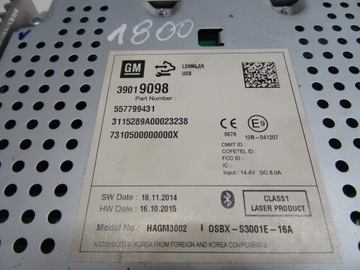 1800
GM
USB
39019098
Part Number :
557799431
3115289A00023238
7310500000000X
CE
E9
0678
10R-041207
CMIIT ID :
COFETEL ID :
FCC ID :
IC :
Input : 14.4V DC 8.0A
SW Date : 18.11.2014
HW Date : 16.10.2015
CLASS1
LASER PRODUCT
Model No : HAGM3002 OSBX-S3001E-16A
ASSEMBLED IN KOREA FROM FOREIGN AND KOREA COMPONENTS